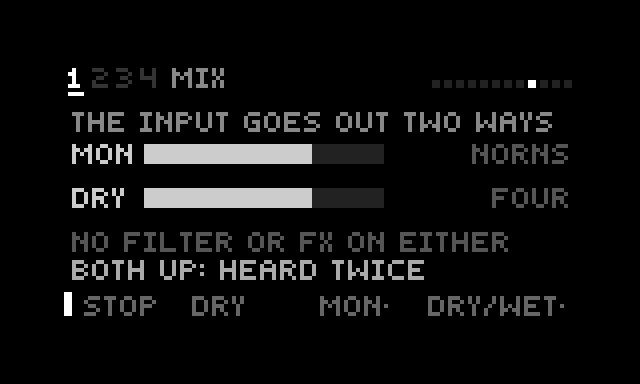 1 2 3 4 MIX
THE INPUT GOES OUT TWO WAYS
MON NORNS
DRY FOUR
NO FILTER OR FX ON EITHER
BOTH UP: HEARD TWICE
STOP DRY MON· DRY/WET·